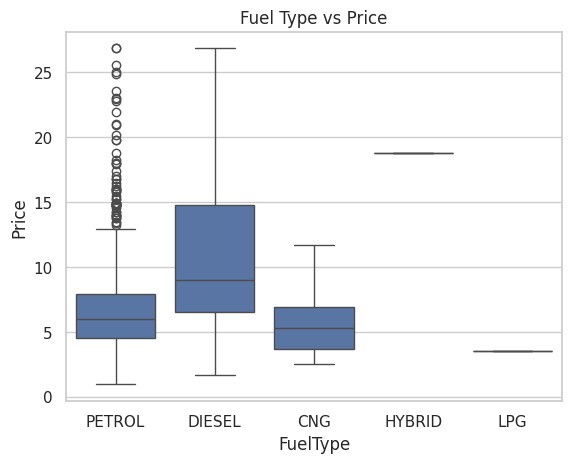 Fuel Type vs Price
Price
25
20
15
10
5
0
PETROL DIESEL CNG HYBRID LPG
FuelType